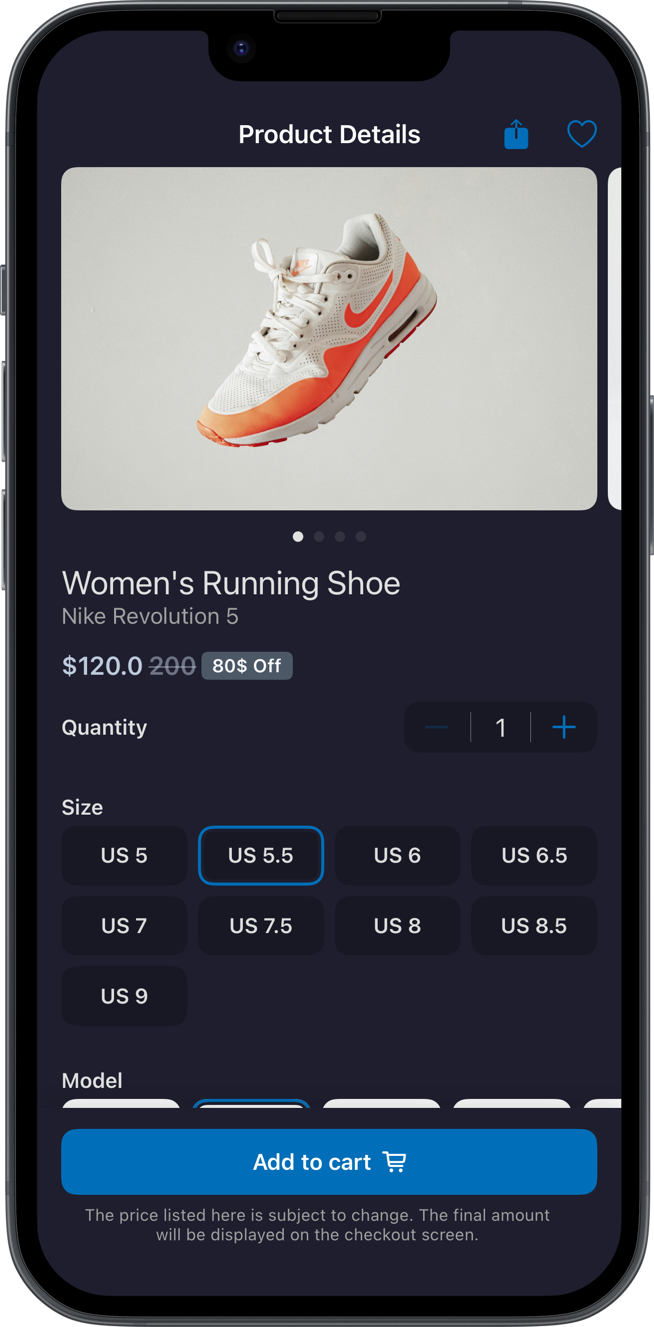 Product Details
Women's Running Shoe
Nike Revolution 5
$120.0 200 80$ Off
Quantity
1
Size
US 5
US 5.5
US 6
US 6.5
US 7
US 7.5
US 8
US 8.5
US 9
Model
Add to cart
The price listed here is subject to change. The final amount
will be displayed on the checkout screen.